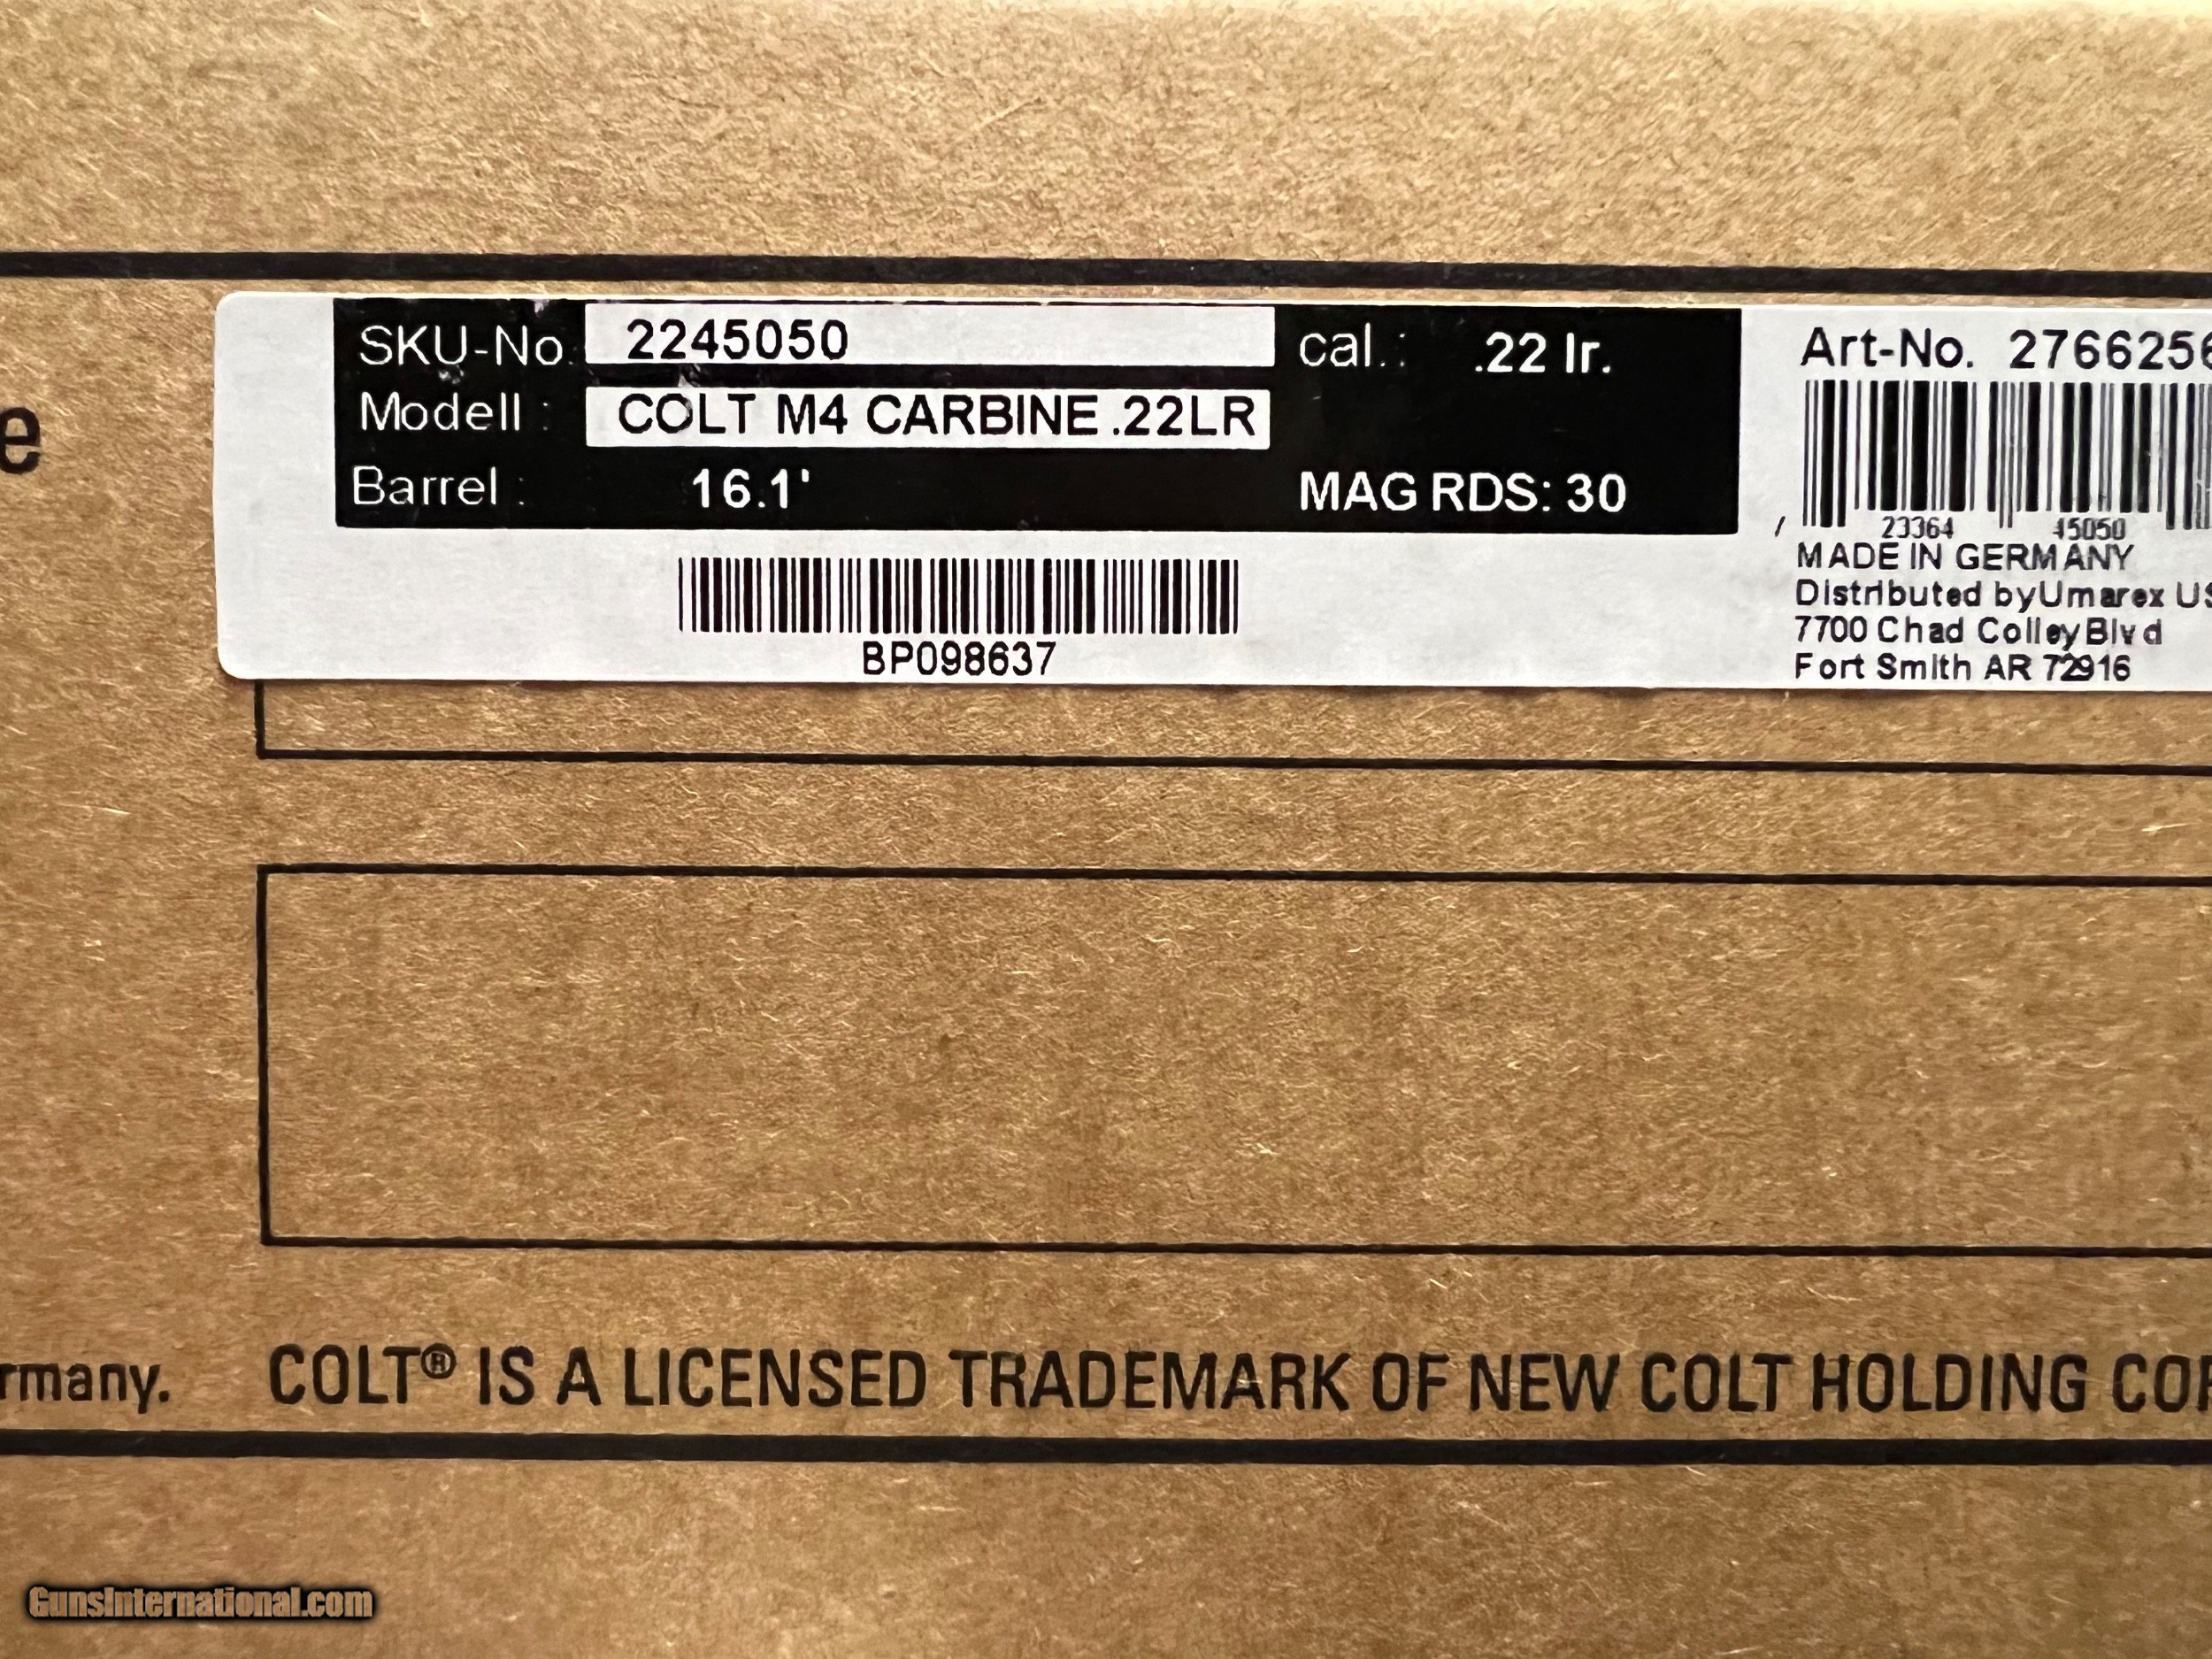 SKU-No. 2245050 cal.: .22 lr.
Modell : COLT M4 CARBINE .22LR
Barrel : 16.1' MAG RDS: 30
BP098637
Art-No. 2766256
23364 45050
MADE IN GERMANY
Distributed by Umarex US
7700 Chad Colley Blvd
Fort Smith AR 72916
e
rmany. COLT® IS A LICENSED TRADEMARK OF NEW COLT HOLDING COR
GunsInternational.com